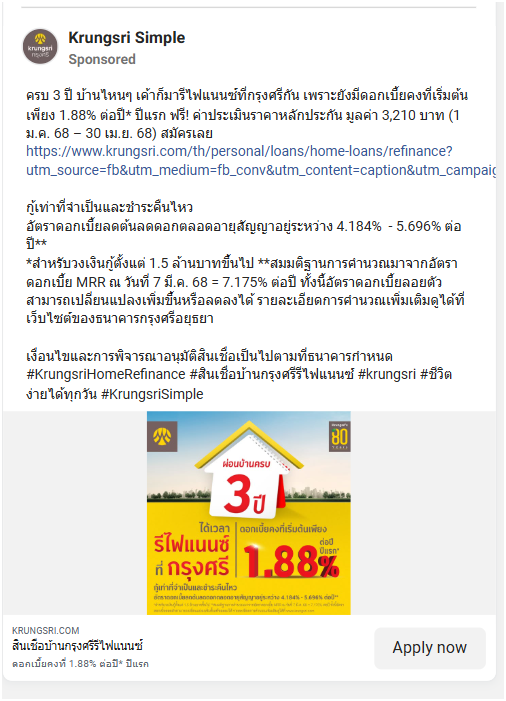 Krungsri Simple
Sponsored
krungsri
กรุงศรี
ครบ 3 ปี บ้านไหนๆ เค้าก็มารีไฟแนนซ์ที่กรุงศรีกัน เพราะยังมีดอกเบี้ยคงที่เริ่มต้น
เพียง 1.88% ต่อปี* ปีแรก ฟรี! ค่าประเมินราคาหลักประกัน มูลค่า 3,210 บาท (1
ม.ค. 68 – 30 เม.ย. 68) สมัครเลย
https://www.krungsri.com/th/personal/loans/home-loans/refinance?
utm_source=fb&utm_medium=fb_conv&utm_content=caption&utm_campaig
กู้เท่าที่จำเป็นและชำระคืนไหว
อัตราดอกเบี้ยลดต้นลดดอกตลอดอายุสัญญาอยู่ระหว่าง 4.184% - 5.696% ต่อ
ปี**
*สำหรับวงเงินกู้ตั้งแต่ 1.5 ล้านบาทขึ้นไป **สมมติฐานการคำนวณมาจากอัตรา
ดอกเบี้ย MRR ณ วันที่ 7 มี.ค. 68 = 7.175% ต่อปี ทั้งนี้อัตราดอกเบี้ยลอยตัว
สามารถเปลี่ยนแปลงเพิ่มขึ้นหรือลดลงได้ รายละเอียดการคำนวณเพิ่มเติมดูได้ที่
เว็บไซต์ของธนาคารกรุงศรีอยุธยา
เงื่อนไขและการพิจารณาอนุมัติสินเชื่อเป็นไปตามที่ธนาคารกำหนด
#KrungsriHomeRefinance #สินเชื่อบ้านกรุงศรีรีไฟแนนซ์ #krungsri #ชีวิต
ง่ายได้ทุกวัน #KrungsriSimple
80
ผ่อนบ้านครบ
3 ปี
ได้เวลา
รีไฟแนนซ์
ที่ กรุงศรี
ดอกเบี้ยคงที่เริ่มต้นเพียง
1.88%
ต่อปี
ปีแรก*
กู้เท่าที่จำเป็นและชำระคืนไหว
อัตราดอกเบี้ยลดต้นลดดอกตลอดอายุสัญญาอยู่ระหว่าง 4.184% - 5.696% ต่อปี**
KRUNGSRI.COM
สินเชื่อบ้านกรุงศรีรีไฟแนนซ์
ดอกเบี้ยคงที่ 1.88% ต่อปี* ปีแรก
Apply now